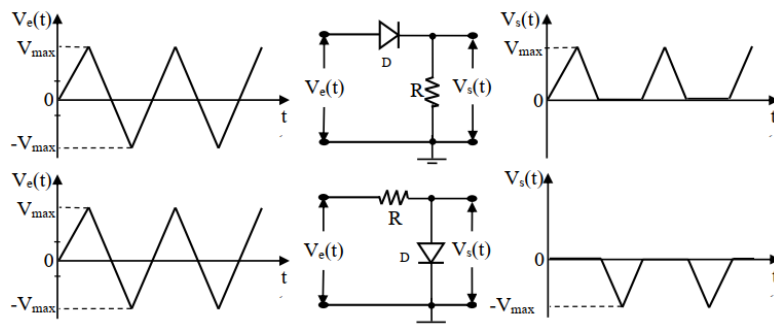 Ve(t)
Vmax
0
-Vmax
t
D
Ve(t)
R
Vs(t)
Vs(t)
Vmax
0
t
Ve(t)
Vmax
0
-Vmax
t
R
Ve(t)
D
Vs(t)
Vs(t)
0
-Vmax
t